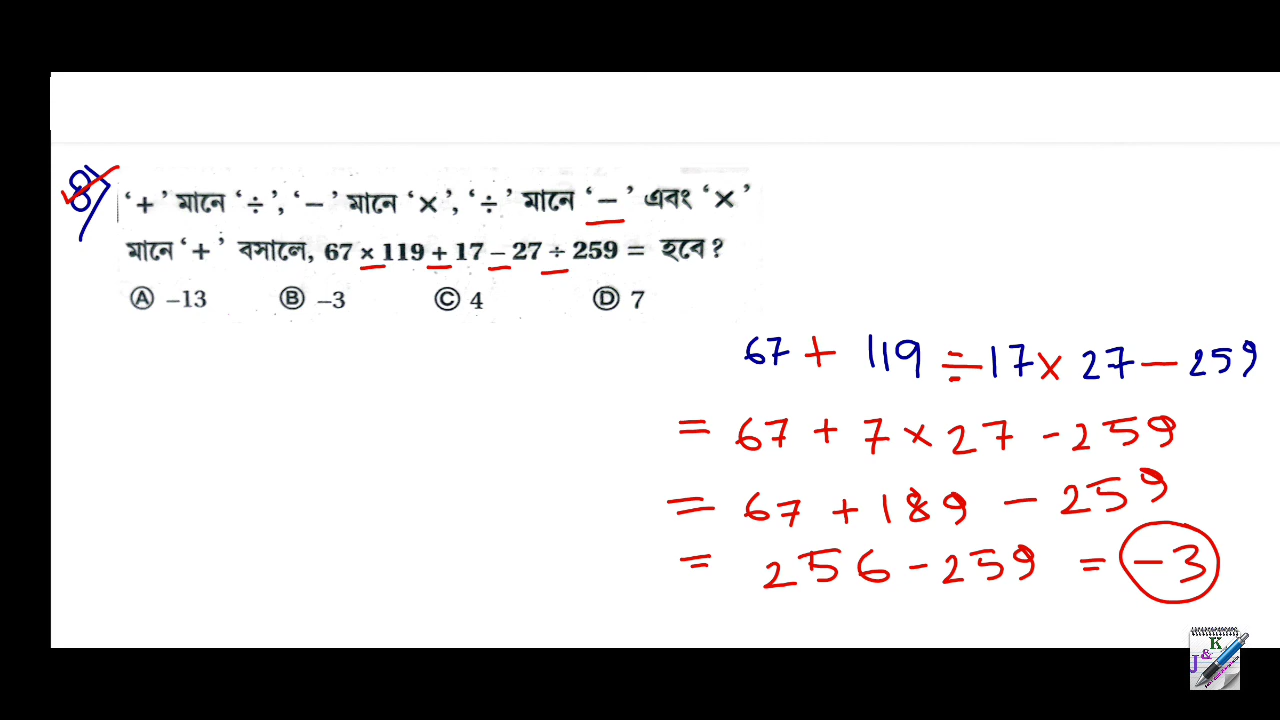 ৪)
‘+’ মানে ‘÷’, ‘−’ মানে ‘×’, ‘÷’ মানে ‘−’ এবং ‘×’
মানে ‘+’ বসালে, 67 × 119 + 17 − 27 ÷ 259 = হবে?
Ⓐ −13 Ⓑ −3 Ⓒ 4 Ⓓ 7
67 + 119 ÷ 17 × 27 − 259
= 67 + 7 × 27 - 259
= 67 + 189 − 259
= 256 - 259 = −3
J & K